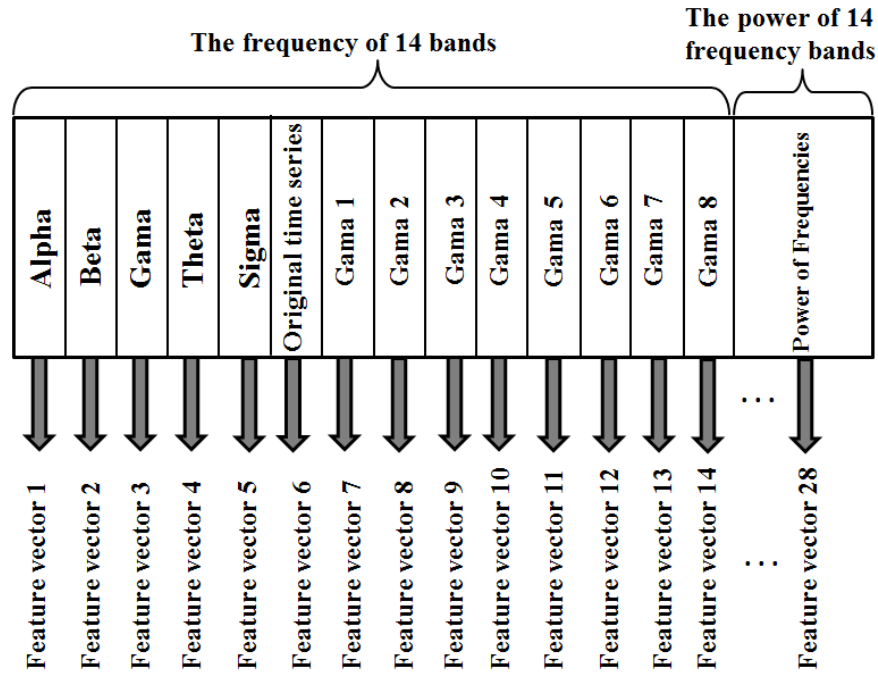 The frequency of 14 bands
The power of 14
frequency bands
Alpha
Beta
Gama
Theta
Sigma
Original time series
Gama 1
Gama 2
Gama 3
Gama 4
Gama 5
Gama 6
Gama 7
Gama 8
Power of Frequencies
...
Feature vector 1
Feature vector 2
Feature vector 3
Feature vector 4
Feature vector 5
Feature vector 6
Feature vector 7
Feature vector 8
Feature vector 9
Feature vector 10
Feature vector 11
Feature vector 12
Feature vector 13
Feature vector 14
...
Feature vector 28